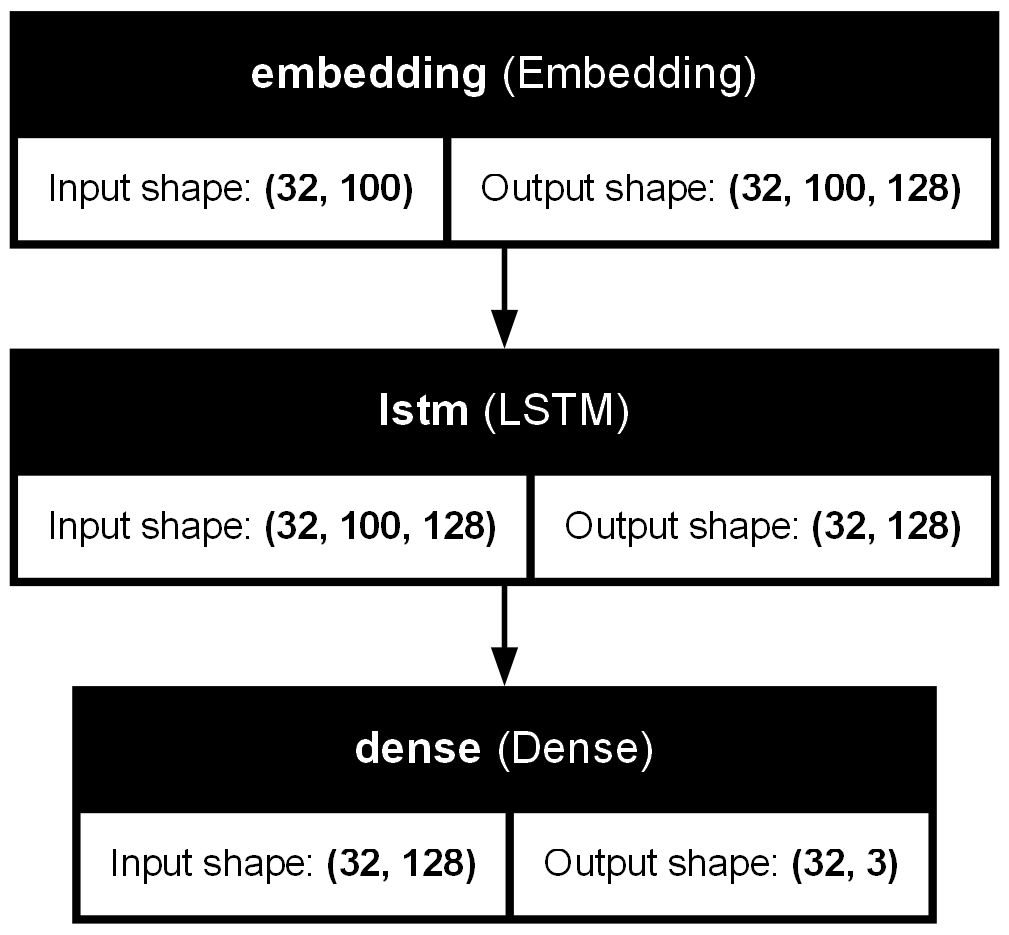 embedding (Embedding)
Input shape: (32, 100) Output shape: (32, 100, 128)
lstm (LSTM)
Input shape: (32, 100, 128) Output shape: (32, 128)
dense (Dense)
Input shape: (32, 128) Output shape: (32, 3)